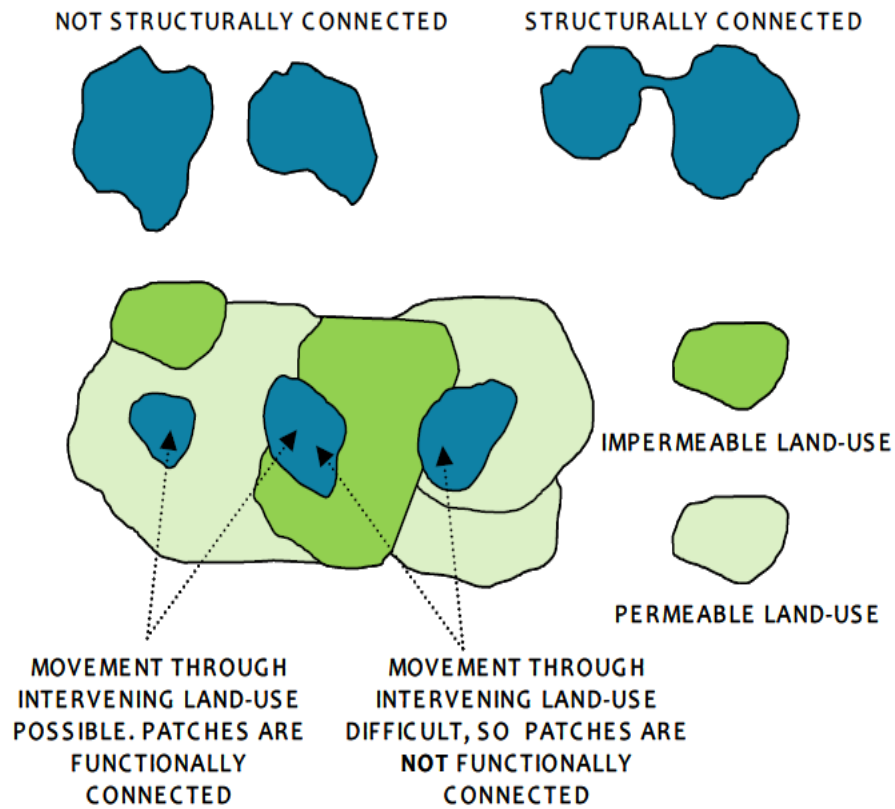 NOT STRUCTURALLY CONNECTED
STRUCTURALLY CONNECTED
IMPERMEABLE LAND-USE
PERMEABLE LAND-USE
MOVEMENT THROUGH
INTERVENING LAND-USE
POSSIBLE. PATCHES ARE
FUNCTIONALLY
CONNECTED
MOVEMENT THROUGH
INTERVENING LAND-USE
DIFFICULT, SO PATCHES ARE
NOT FUNCTIONALLY
CONNECTED